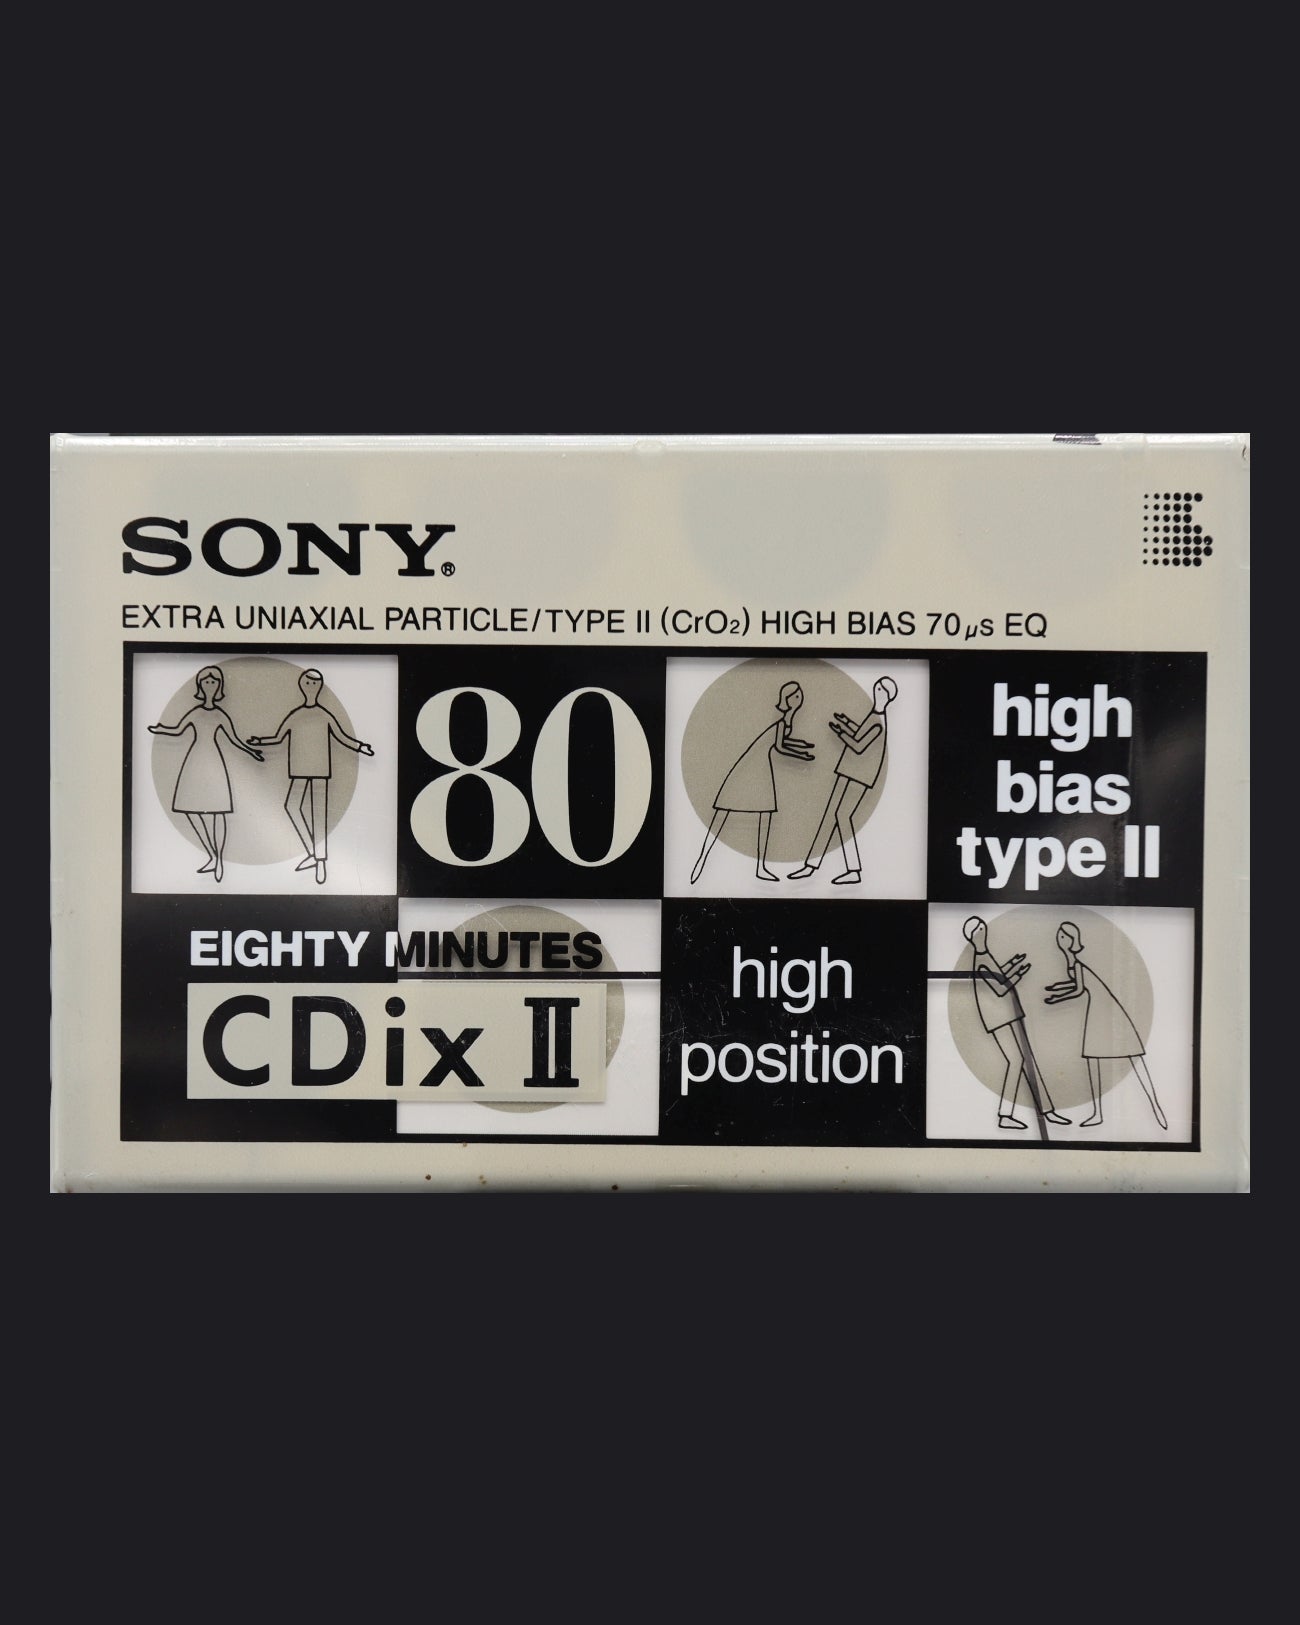 SONY®
EXTRA UNIAXIAL PARTICLE/TYPE II (CrO₂) HIGH BIAS 70μs EQ
80
high
bias
type II
EIGHTY MINUTES
CDix II
high
position